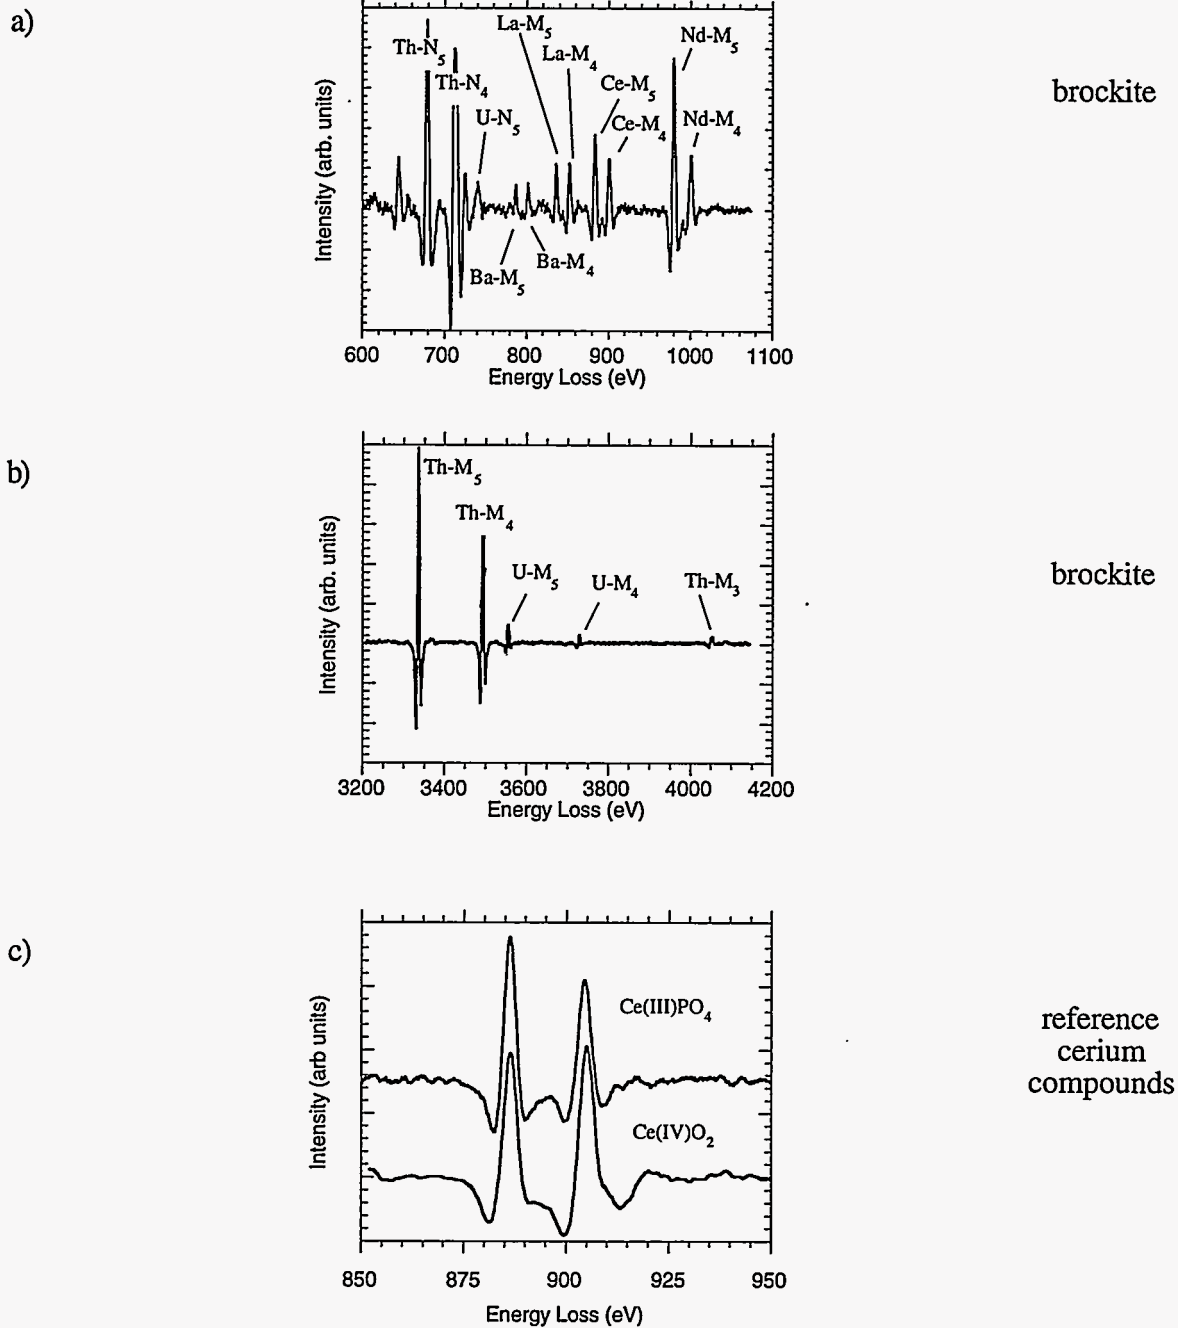 a)
La-M5
Th-N5
La-M4
Nd-M5
Th-N4
Ce-M5
U-N5
Ce-M4
Nd-M4
brockite
Intensity (arb. units)
Ba-M5
Ba-M4
600 700 800 900 1000 1100
Energy Loss (eV)
b)
Th-M5
Th-M4
U-M5
U-M4
Th-M3
brockite
Intensity (arb. units)
3200 3400 3600 3800 4000 4200
Energy Loss (eV)
c)
Ce(III)PO4
Ce(IV)O2
reference
cerium
compounds
Intensity (arb units)
850 875 900 925 950
Energy Loss (eV)